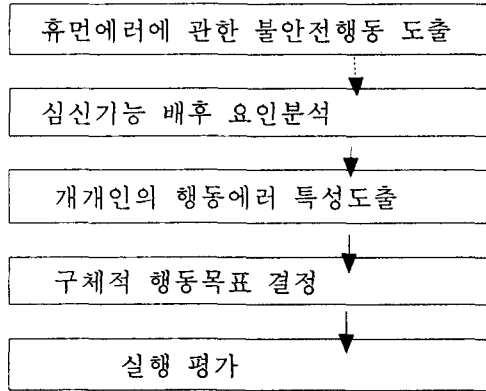 휴먼에러에 관한 불안전행동 도출
심신기능 배후 요인분석
개개인의 행동에러 특성도출
구체적 행동목표 결정
실행 평가